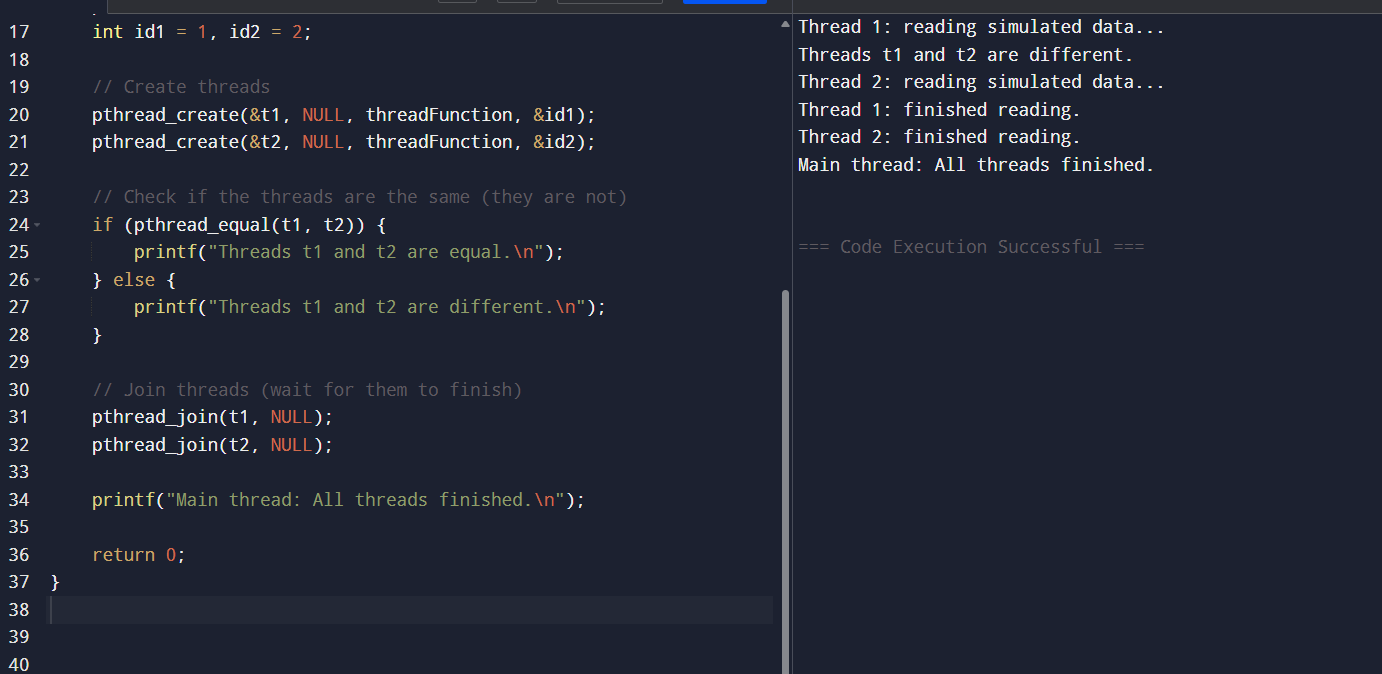 17 int id1 = 1, id2 = 2;
18
19 // Create threads
20 pthread_create(&t1, NULL, threadFunction, &id1);
21 pthread_create(&t2, NULL, threadFunction, &id2);
22
23 // Check if the threads are the same (they are not)
24 if (pthread_equal(t1, t2)) {
25 printf("Threads t1 and t2 are equal.\n");
26 } else {
27 printf("Threads t1 and t2 are different.\n");
28 }
29
30 // Join threads (wait for them to finish)
31 pthread_join(t1, NULL);
32 pthread_join(t2, NULL);
33
34 printf("Main thread: All threads finished.\n");
35
36 return 0;
37 }
38
39
40
Thread 1: reading simulated data...
Threads t1 and t2 are different.
Thread 2: reading simulated data...
Thread 1: finished reading.
Thread 2: finished reading.
Main thread: All threads finished.
=== Code Execution Successful ===